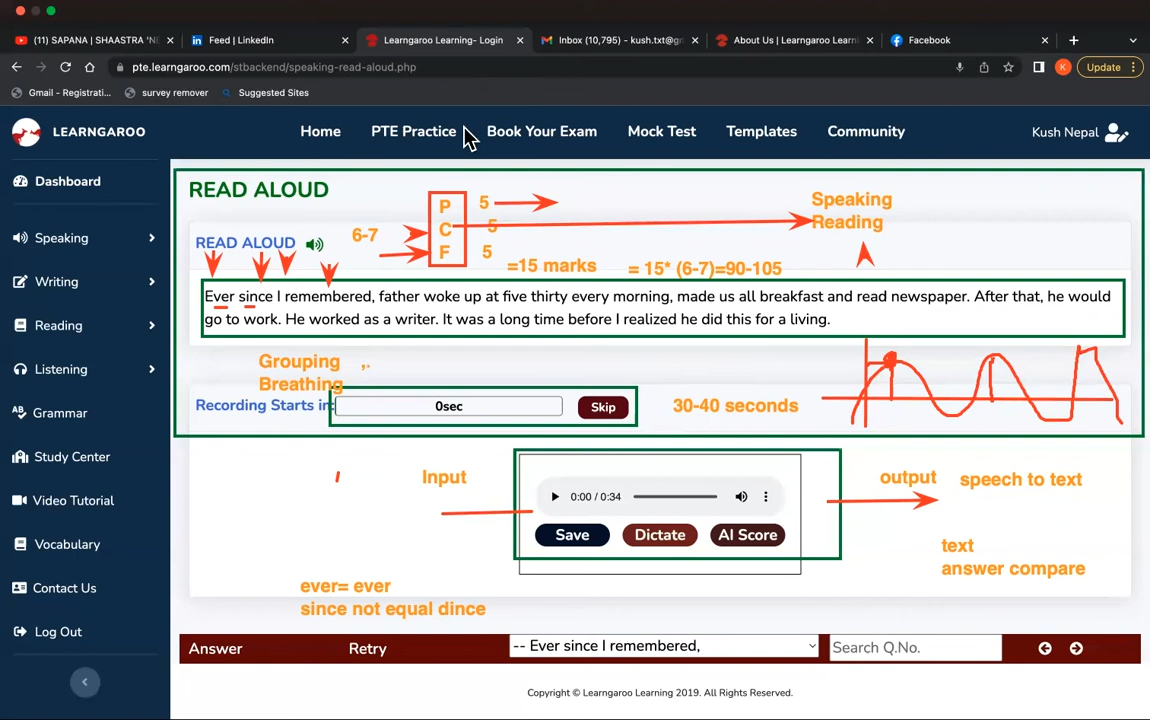 (11) SAPANA | SHAASTRA 'NE
Feed | LinkedIn
Learngaroo Learning- Login
Inbox (10,795) - kush.txt@gm
About Us | Learngaroo Learni
Facebook
pte.learngaroo.com/stbackend/speaking-read-aloud.php
K
Update
Gmail - Registrati...
survey remover
Suggested Sites
LEARNGAROO
Home
PTE Practice
Book Your Exam
Mock Test
Templates
Community
Kush Nepal
Dashboard
Speaking
Writing
Reading
Listening
Grammar
Study Center
Video Tutorial
Vocabulary
Contact Us
Log Out
READ ALOUD
P 5
Speaking
6-7 C 5
Reading
READ ALOUD
F 5
=15 marks = 15* (6-7)=90-105
Ever since I remembered, father woke up at five thirty every morning, made us all breakfast and read newspaper. After that, he would
go to work. He worked as a writer. It was a long time before I realized he did this for a living.
Grouping ,.
Breathing
Recording Starts in:
0sec
Skip
30-40 seconds
Input
0:00 / 0:34
output
speech to text
Save
Dictate
AI Score
text
answer compare
ever= ever
since not equal dince
Answer
Retry
-- Ever since I remembered,
Search Q.No.
Copyright © Learngaroo Learning 2019. All Rights Reserved.